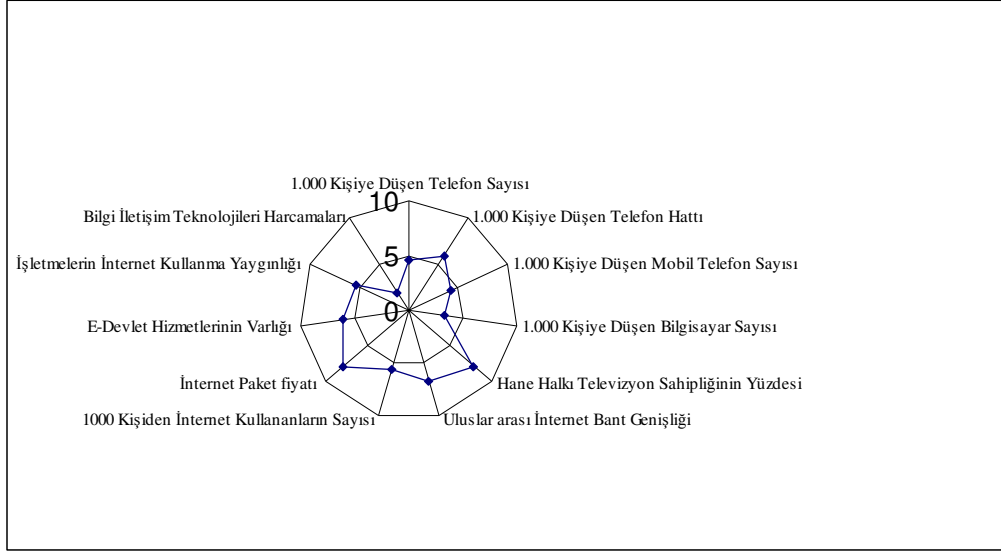 1.000 Kişiye Düşen Telefon Sayısı
10
Bilgi İletişim Teknolojileri Harcamaları
1.000 Kişiye Düşen Telefon Hattı
5
İşletmelerin İnternet Kullanma Yaygınlığı
1.000 Kişiye Düşen Mobil Telefon Sayısı
0
E-Devlet Hizmetlerinin Varlığı
1.000 Kişiye Düşen Bilgisayar Sayısı
İnternet Paket fiyatı
Hane Halkı Televizyon Sahipliğinin Yüzdesi
1000 Kişiden İnternet Kullananların Sayısı
Uluslar arası İnternet Bant Genişliği